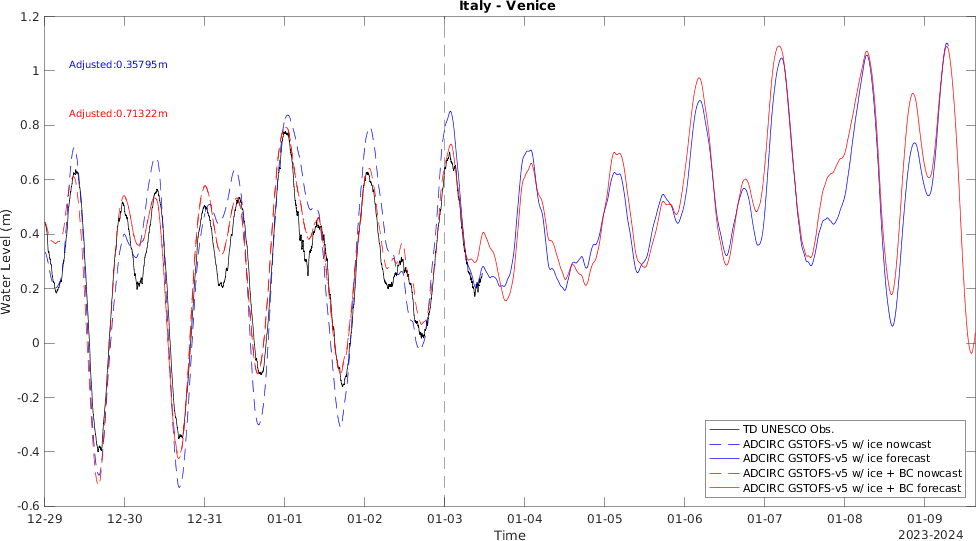 Italy - Venice
1.2
1
0.8
0.6
0.4
0.2
0
-0.2
-0.4
-0.6
Water Level (m)
Adjusted:0.35795m
Adjusted:0.71322m
TD UNESCO Obs.
ADCIRC GSTOFS-v5 w/ ice nowcast
ADCIRC GSTOFS-v5 w/ ice forecast
ADCIRC GSTOFS-v5 w/ ice + BC nowcast
ADCIRC GSTOFS-v5 w/ ice + BC forecast
12-29 12-30 12-31 01-01 01-02 01-03 01-04 01-05 01-06 01-07 01-08 01-09
Time
2023-2024